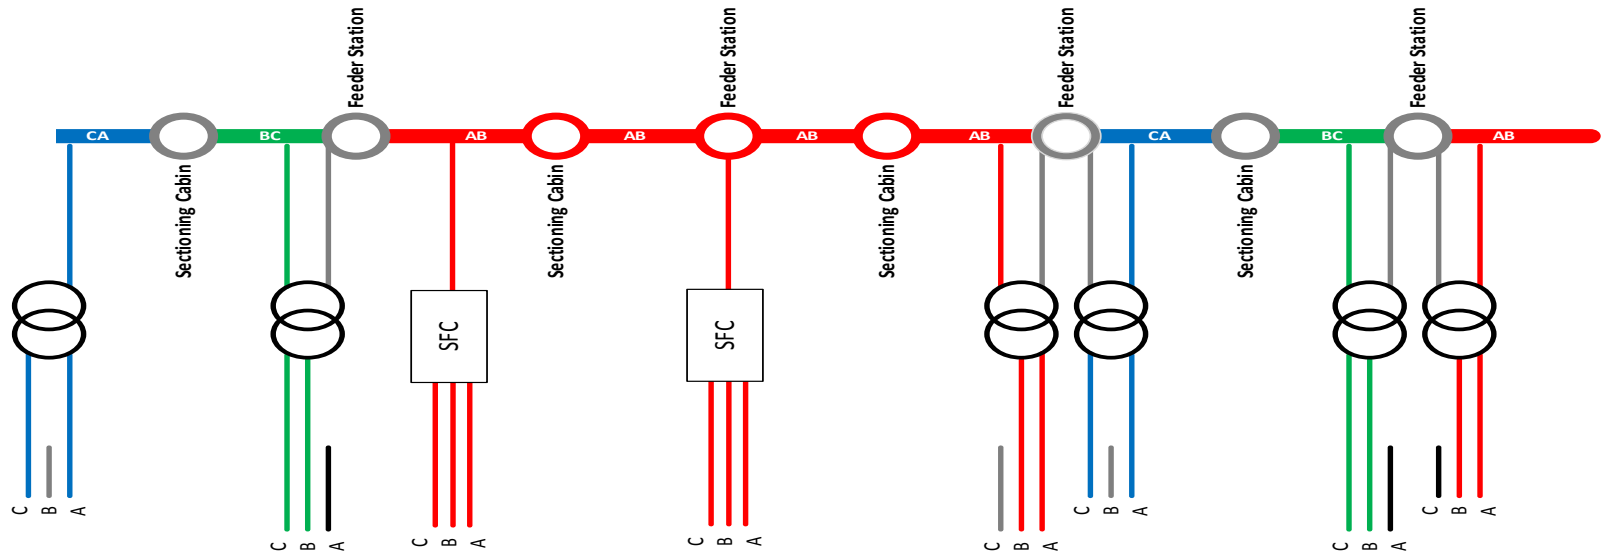 Feeder Station
Feeder Station
Feeder Station
Feeder Station
CA
BC
AB
AB
AB
AB
CA
BC
AB
Sectioning Cabin
Sectioning Cabin
Sectioning Cabin
Sectioning Cabin
SFC
SFC
C
B
A
C
B
A
C
B
A
C
B
A
C
B
A
C
B
A
C
B
A
C
B
A